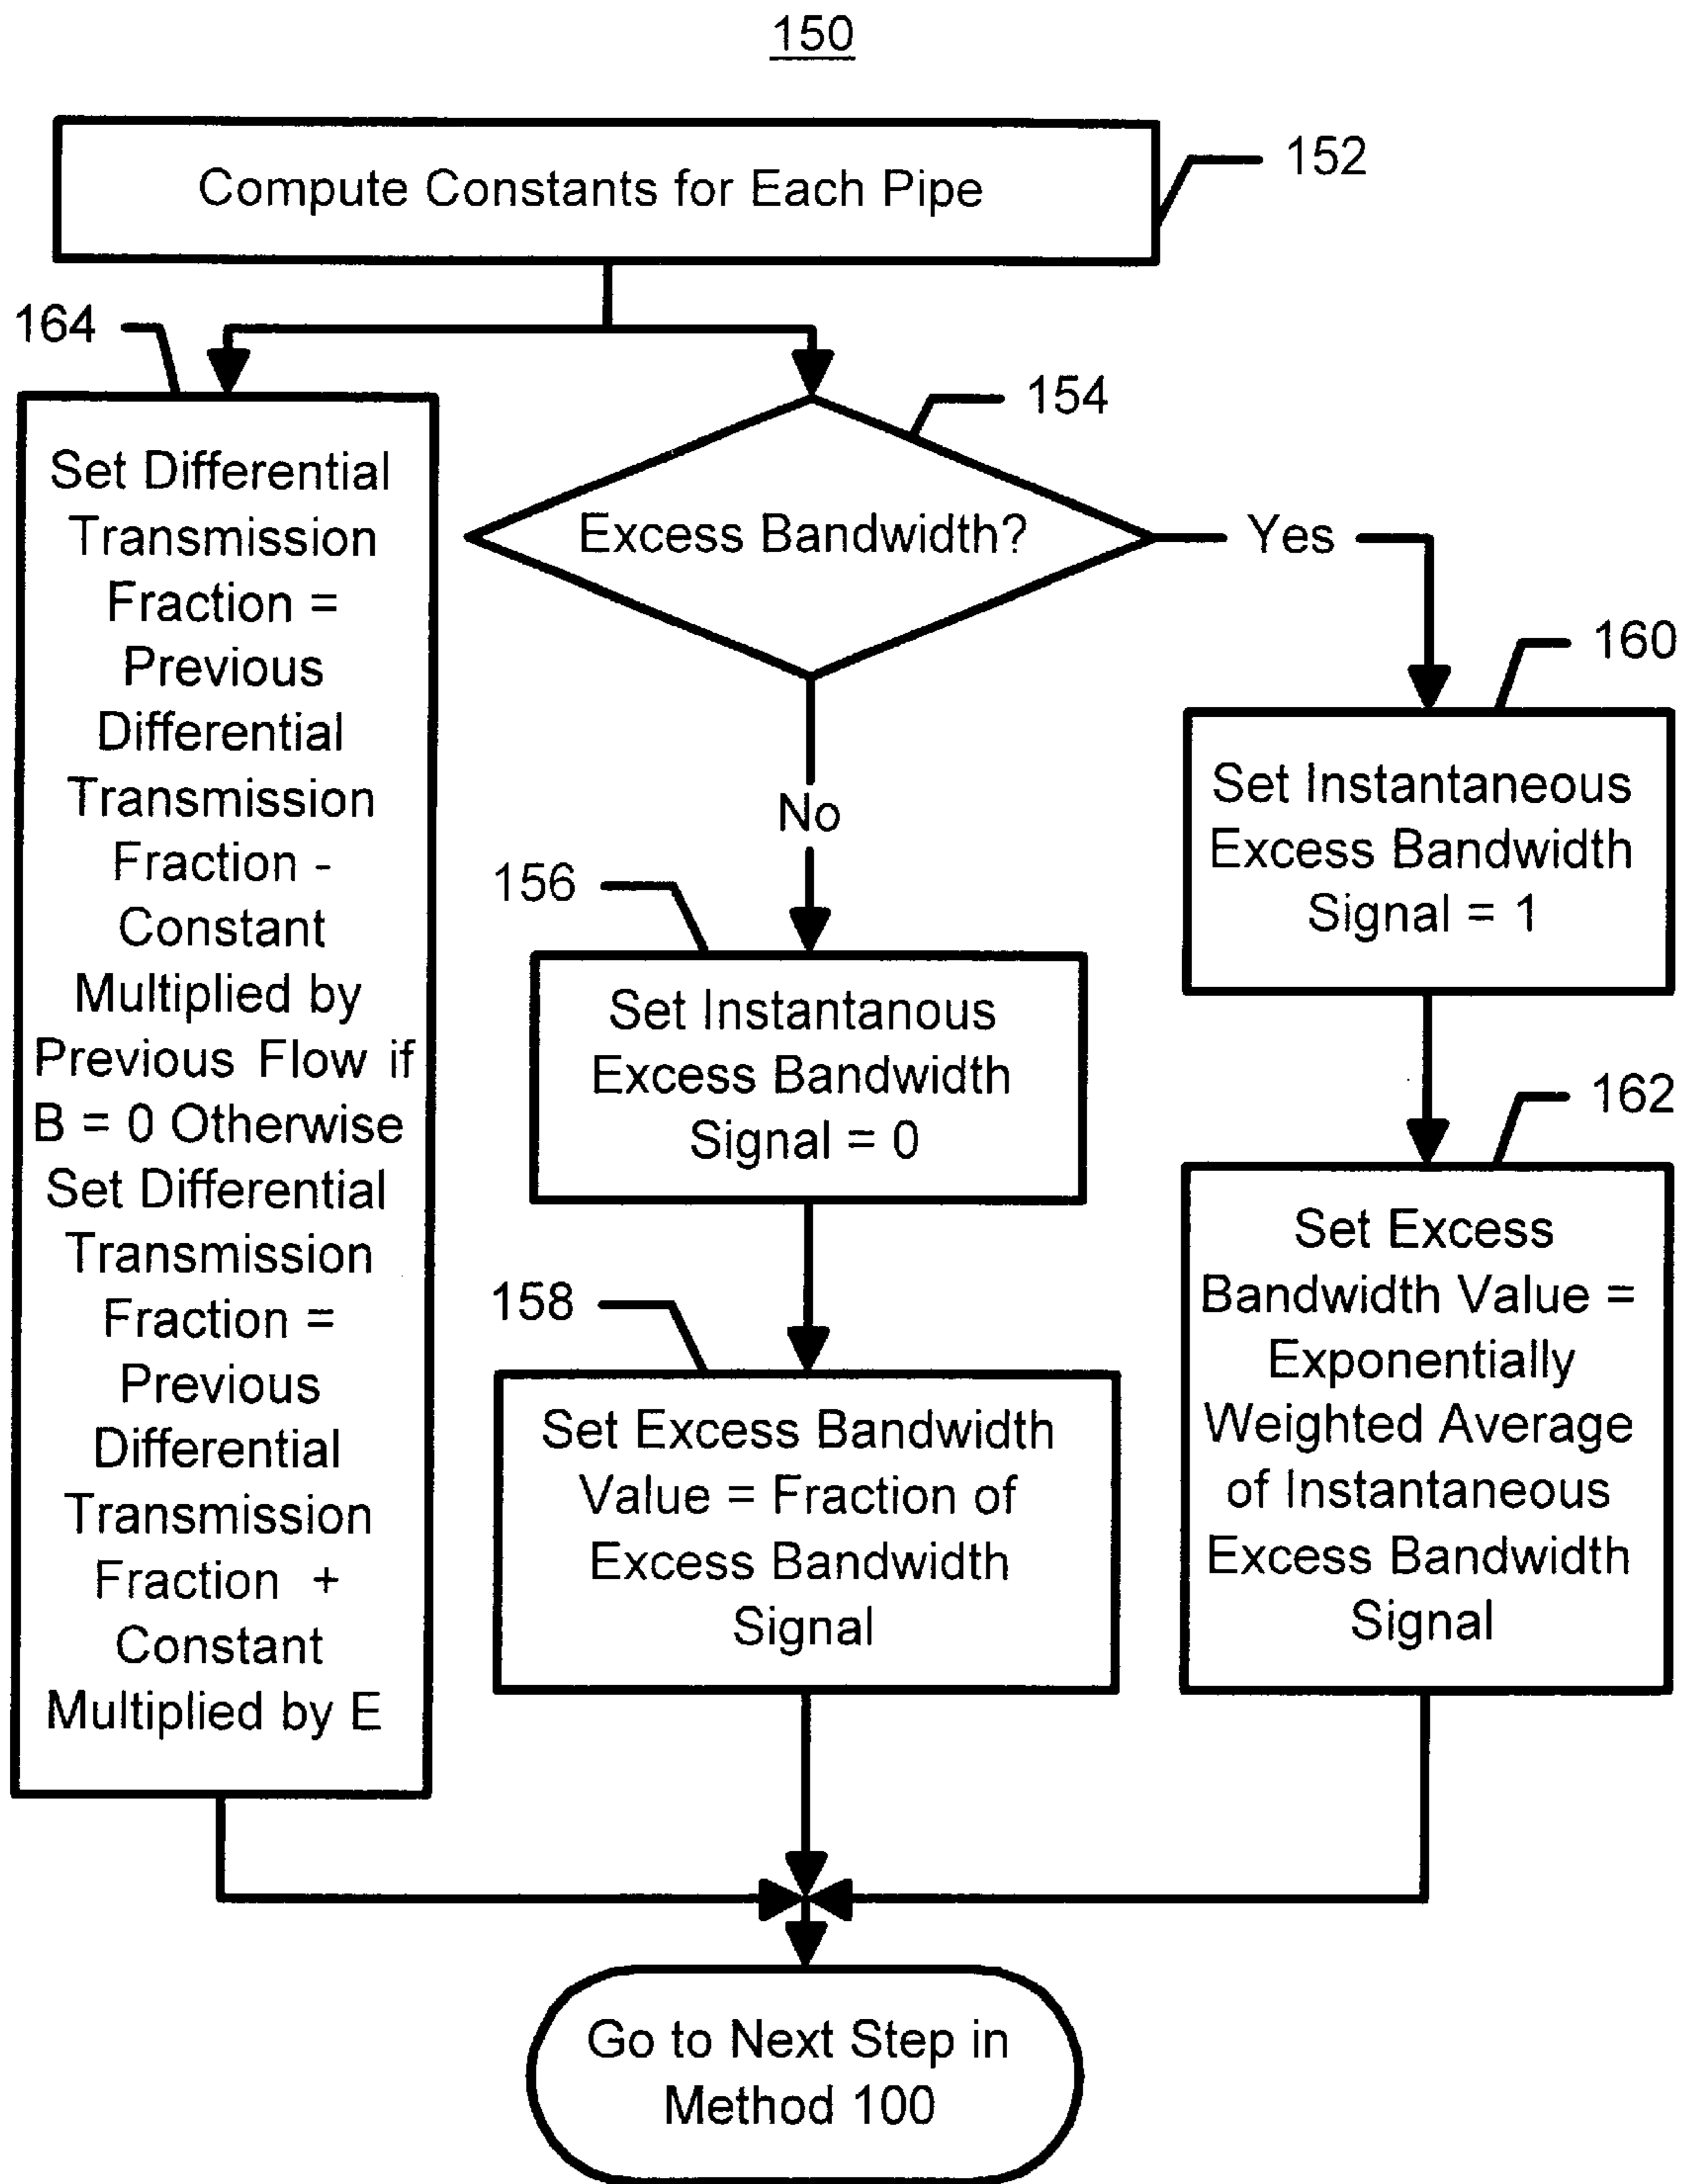 150
Compute Constants for Each Pipe
152
164
Set Differential
Transmission
Fraction =
Previous
Differential
Transmission
Fraction -
Constant
Multiplied by
Previous Flow if
B = 0 Otherwise
Set Differential
Transmission
Fraction =
Previous
Differential
Transmission
Fraction +
Constant
Multiplied by E
154
Excess Bandwidth?
Yes
No
156
Set Instantanous
Excess Bandwidth
Signal = 0
158
Set Excess Bandwidth
Value = Fraction of
Excess Bandwidth
Signal
160
Set Instantaneous
Excess Bandwidth
Signal = 1
162
Set Excess
Bandwidth Value =
Exponentially
Weighted Average
of Instantaneous
Excess Bandwidth
Signal
Go to Next Step in
Method 100